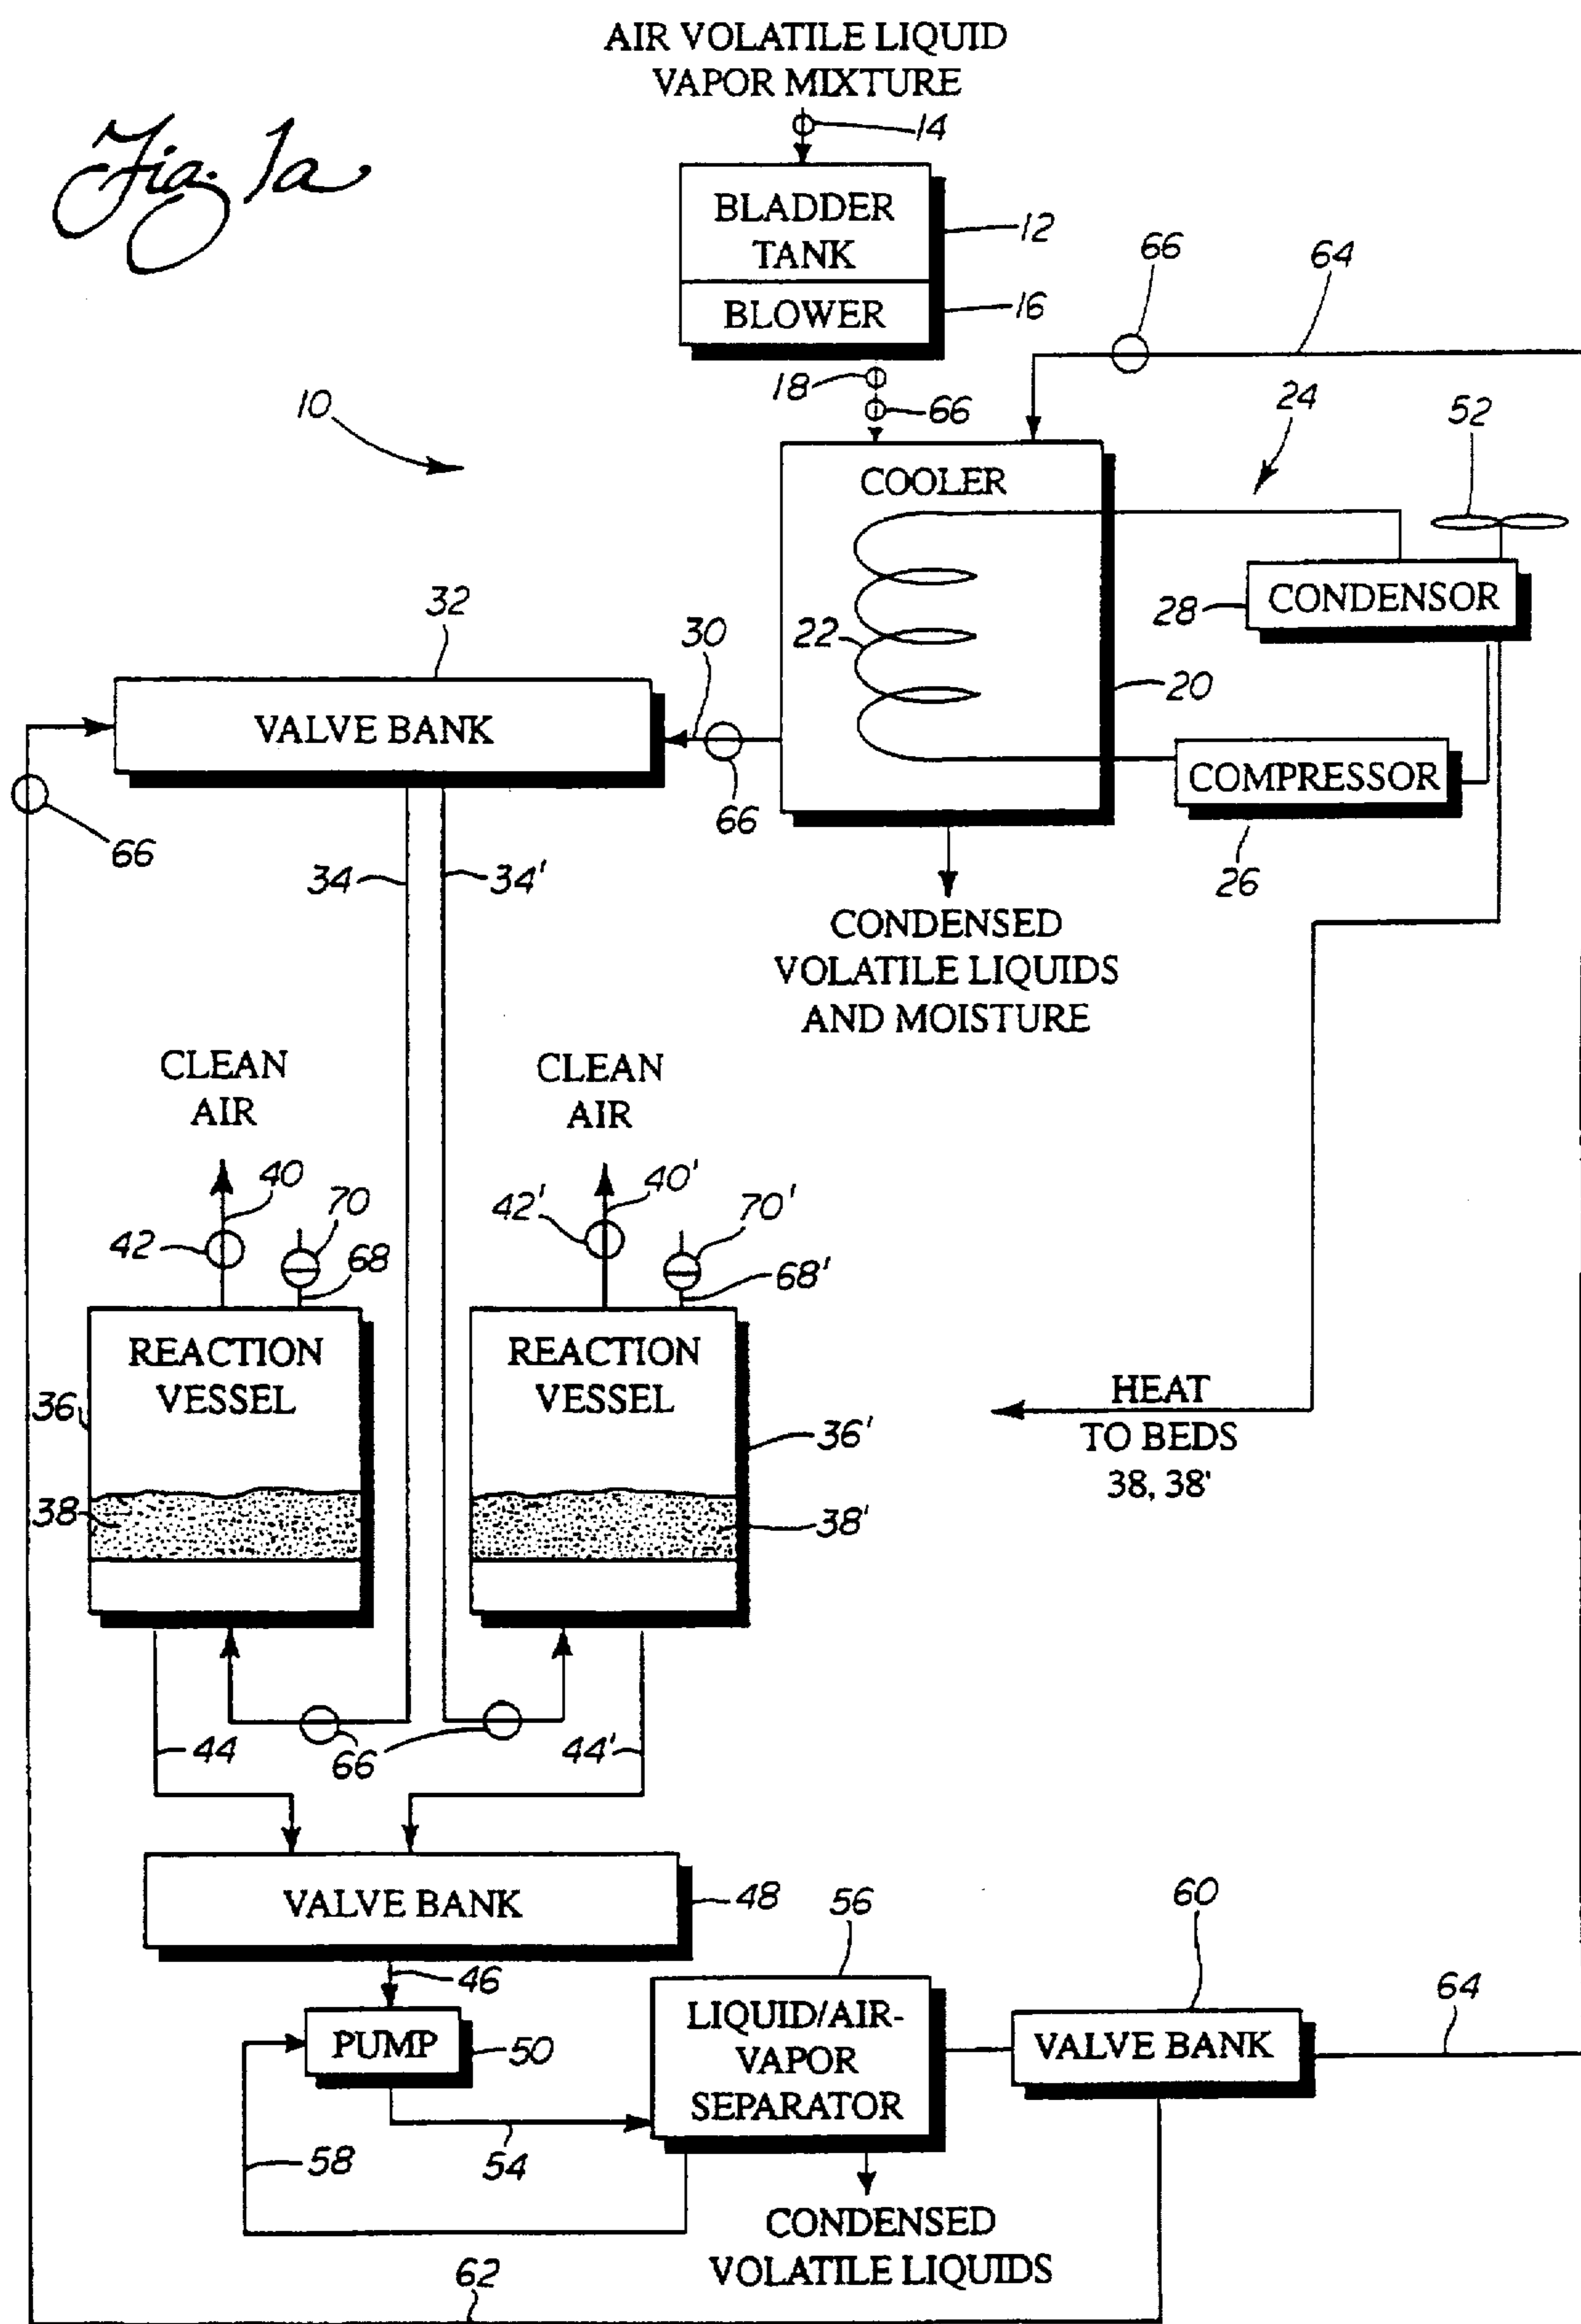 AIR VOLATILE LIQUID
VAPOR MIXTURE
Fig. 1a
14
BLADDER
TANK
12
BLOWER
16
66
64
18
66
10
24
52
COOLER
32
30
22
28
CONDENSOR
20
VALVE BANK
66
66
COMPRESSOR
26
34
34'
CONDENSED
VOLATILE LIQUIDS
AND MOISTURE
CLEAN
AIR
CLEAN
AIR
40
70
42
68
40'
42'
70'
68'
REACTION
VESSEL
REACTION
VESSEL
36
36'
HEAT
TO BEDS
38, 38'
38
38'
44
66
44'
VALVE BANK
48
56
60
46
64
PUMP
50
LIQUID/AIR-
VAPOR
SEPARATOR
VALVE BANK
58
54
CONDENSED
VOLATILE LIQUIDS
62